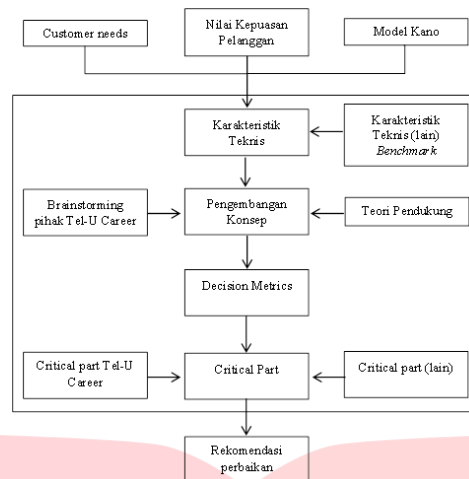 Customer needs
Nilai Kepuasan
Pelanggan
Model Kano
Karakteristik
Teknis
Karakteristik
Teknis (lain)
Benchmark
Brainstorming
pihak Tel-U Career
Pengembangan
Konsep
Teori Pendukung
Decision Metrics
Critical part Tel-U
Career
Critical Part
Critical part (lain)
Rekomendasi
perbaikan